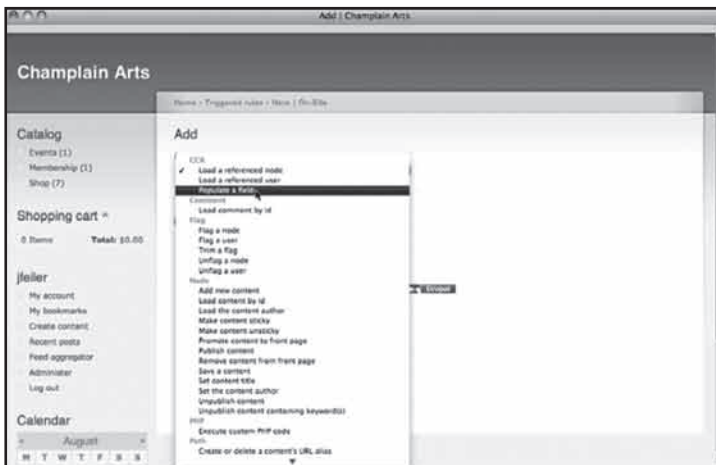 Add | Champlain Arts
Champlain Arts
Home › Triggered rules ›
Catalog
Events (1)
Membership (1)
Shop (7)
Shopping cart
0 Items Total: $0.00
jfeiler
My account
My bookmarks
Create content
Recent posts
Feed aggregator
Administer
Log out
Calendar
« August »
M T W T F S S
Add
CCK
✓ Load a referenced node
Load a referenced user
Populate a field
Comment
Load comment by id
Flag
Flag a node
Flag a user
Trim a flag
Unflag a node
Unflag a user
Node
Add new content
Load content by id
Load the content author
Make content sticky
Make content unsticky
Promote content to front page
Publish content
Remove content from front page
Save a content
Set content title
Set the content author
Unpublish content
Unpublish content containing keyword(s)
PHP
Execute custom PHP code
Path
Create or delete a content's URL alias
Drupal